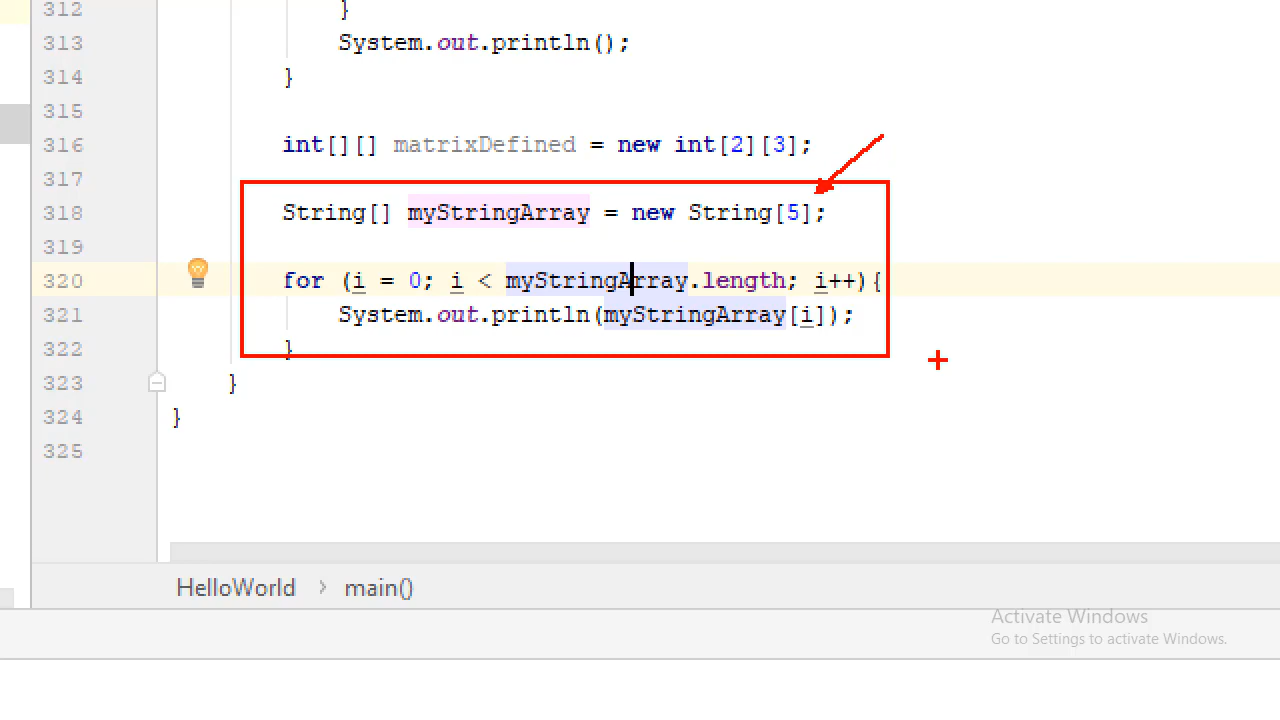 312 }
313 System.out.println();
314 }
315
316 int[][] matrixDefined = new int[2][3];
317
318 String[] myStringArray = new String[5];
319
320 for (i = 0; i < myStringArray.length; i++){
321 System.out.println(myStringArray[i]);
322 }
323 }
324 }
325
HelloWorld > main()
Activate Windows
Go to Settings to activate Windows.